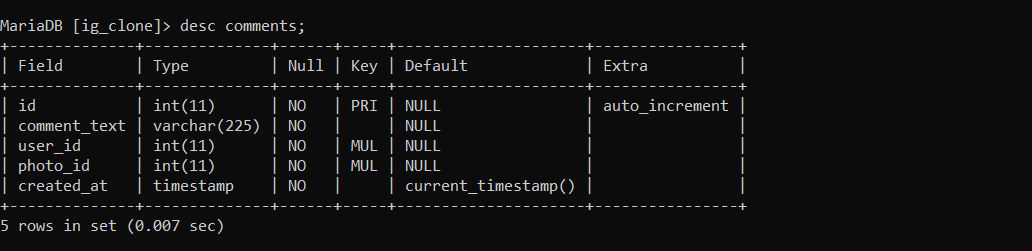 MariaDB [ig_clone]> desc comments;
+--------------+--------------+------+-----+---------------------+----------------+
| Field        | Type         | Null | Key | Default             | Extra          |
+--------------+--------------+------+-----+---------------------+----------------+
| id           | int(11)      | NO   | PRI | NULL                | auto_increment |
| comment_text | varchar(225) | NO   |     | NULL                |                |
| user_id      | int(11)      | NO   | MUL | NULL                |                |
| photo_id     | int(11)      | NO   | MUL | NULL                |                |
| created_at   | timestamp    | NO   |     | current_timestamp() |                |
+--------------+--------------+------+-----+---------------------+----------------+
5 rows in set (0.007 sec)